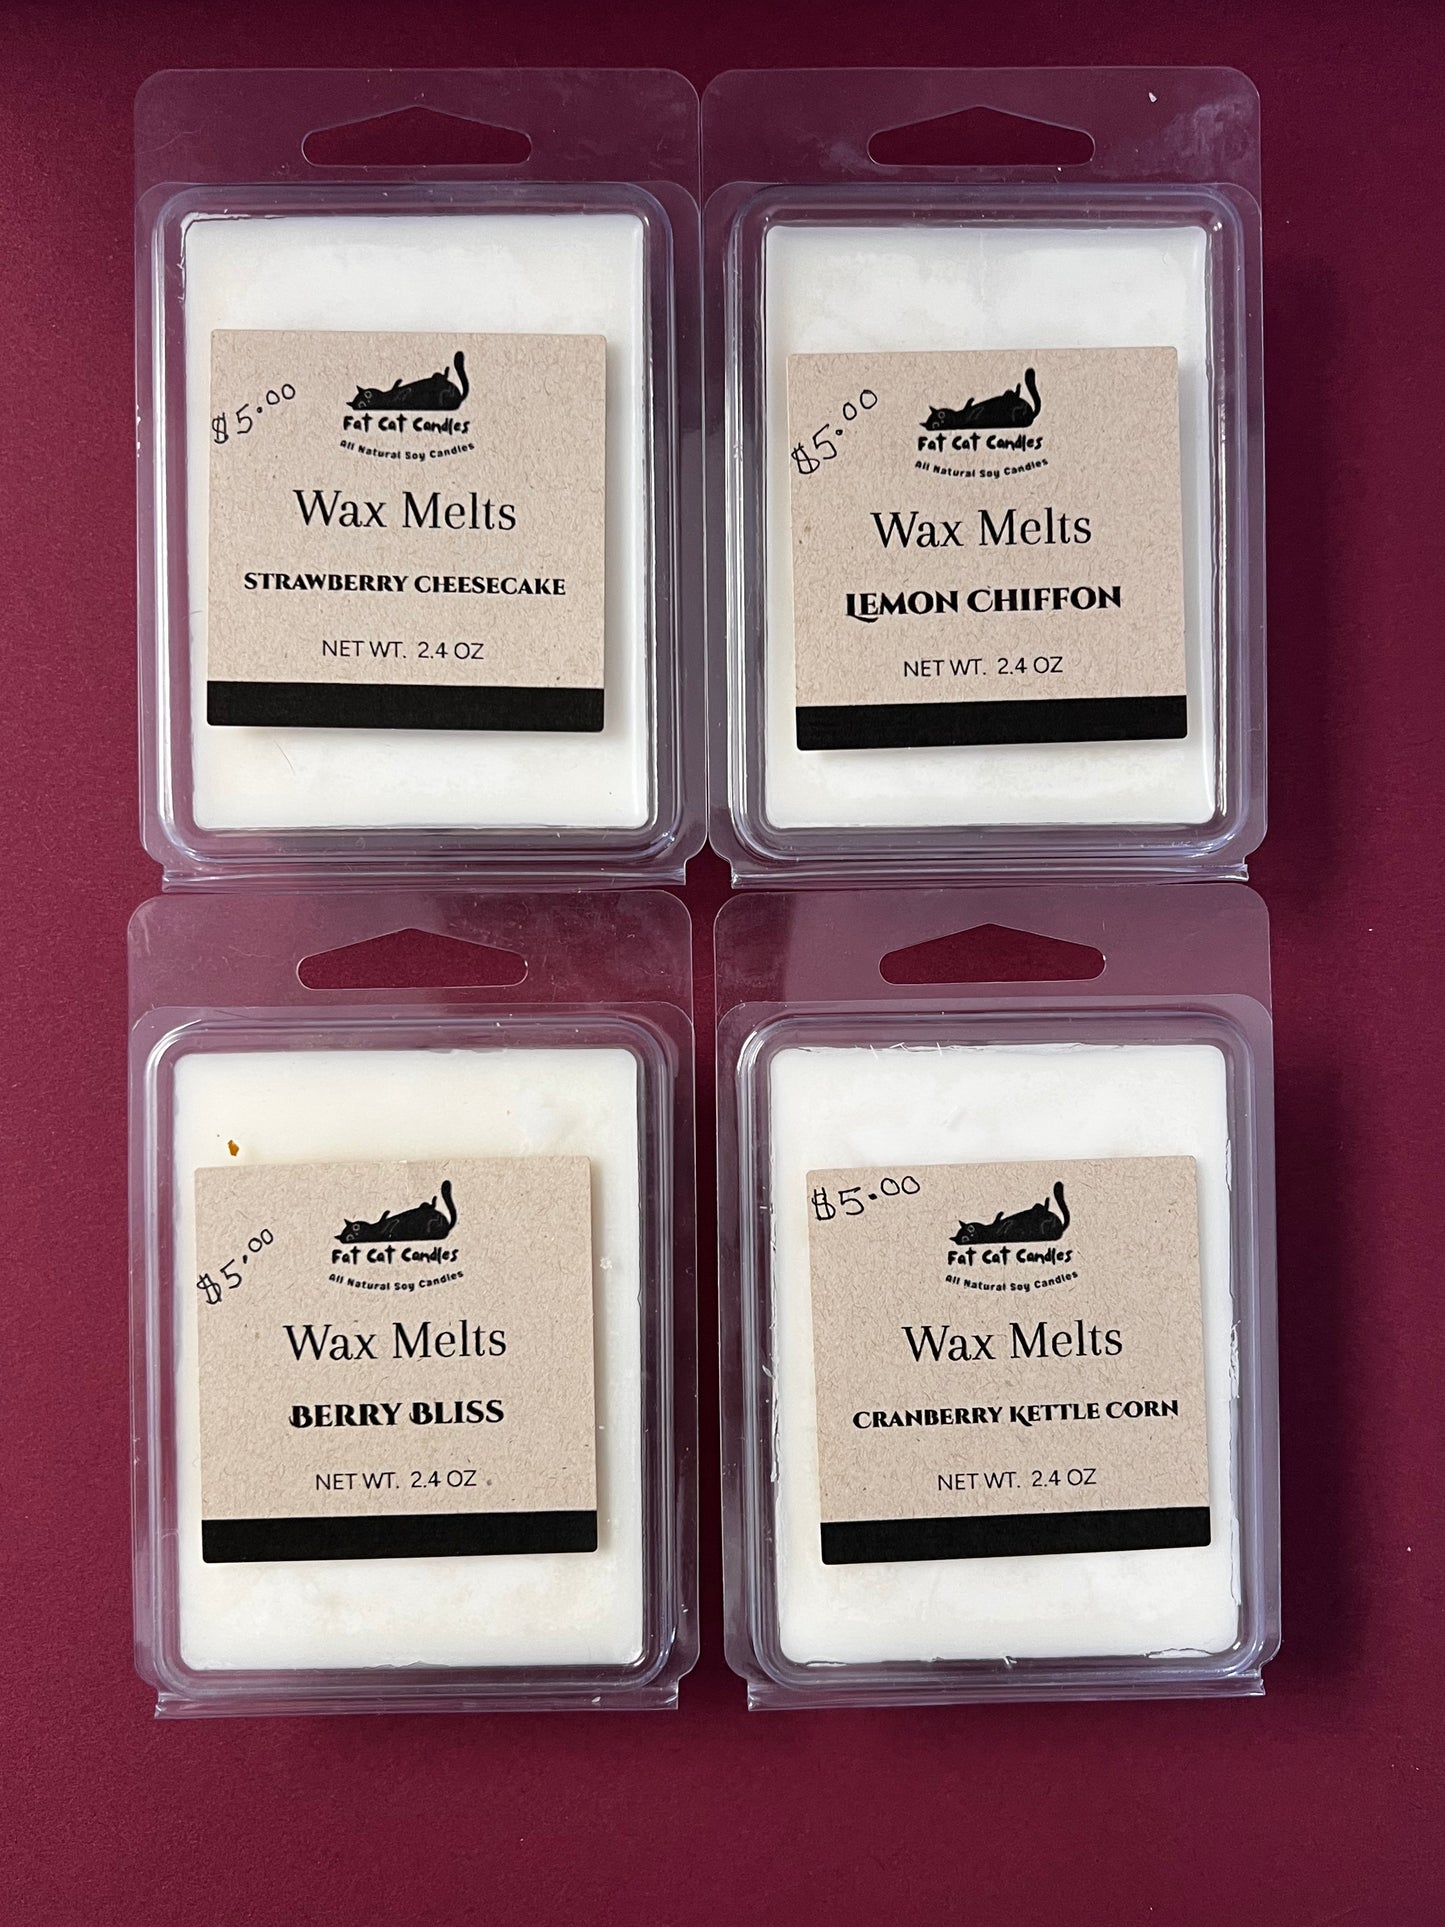 $5.00
Fat Cat Candles
All Natural Soy Candles
Wax Melts
STRAWBERRY CHEESECAKE
NET WT. 2.4 OZ
$5.00
Fat Cat Candles
All Natural Soy Candles
Wax Melts
LEMON CHIFFON
NET WT. 2.4 OZ
$5.00
Fat Cat Candles
All Natural Soy Candles
Wax Melts
BERRY BLISS
NET WT. 2.4 OZ
$5.00
Fat Cat Candles
All Natural Soy Candles
Wax Melts
CRANBERRY KETTLE CORN
NET WT. 2.4 OZ